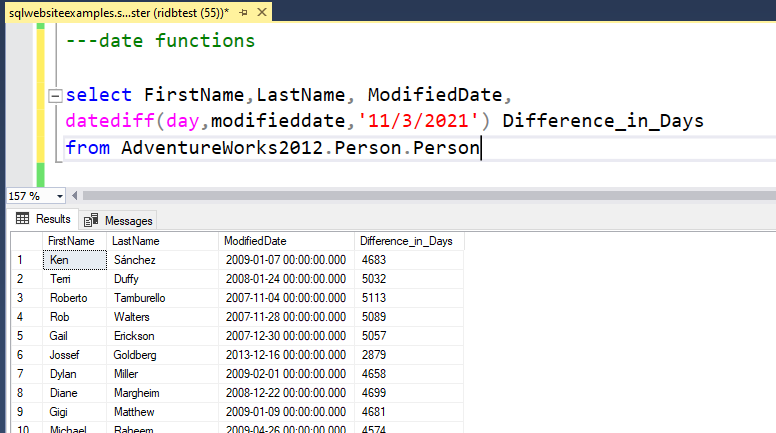 sqlwebsiteexamples.s...ster (ridbtest (55))*
---date functions
select FirstName,LastName, ModifiedDate,
datediff(day,modifieddate,'11/3/2021') Difference_in_Days
from AdventureWorks2012.Person.Person
157 %
Results Messages
FirstName LastName ModifiedDate Difference_in_Days
1 Ken Sánchez 2009-01-07 00:00:00.000 4683
2 Terri Duffy 2008-01-24 00:00:00.000 5032
3 Roberto Tamburello 2007-11-04 00:00:00.000 5113
4 Rob Walters 2007-11-28 00:00:00.000 5089
5 Gail Erickson 2007-12-30 00:00:00.000 5057
6 Jossef Goldberg 2013-12-16 00:00:00.000 2879
7 Dylan Miller 2009-02-01 00:00:00.000 4658
8 Diane Margheim 2008-12-22 00:00:00.000 4699
9 Gigi Matthew 2009-01-09 00:00:00.000 4681
10 Michael Raheem 2009-04-26 00:00:00.000 4574